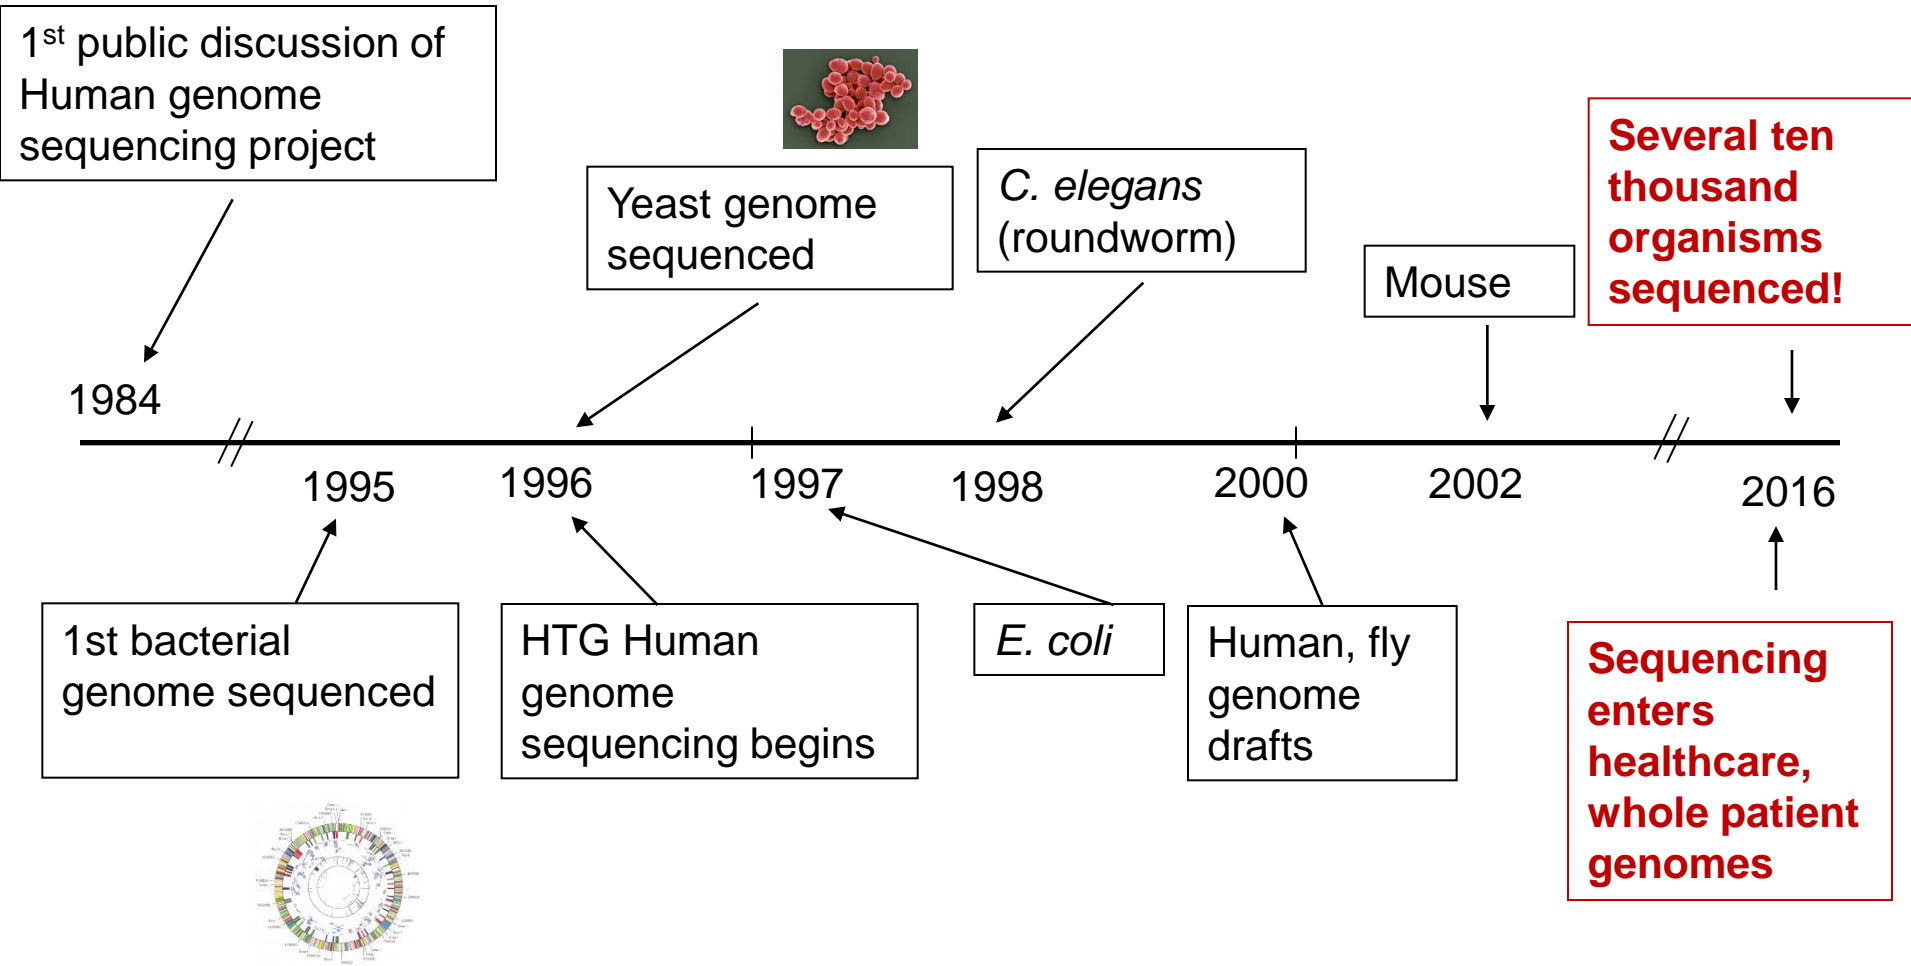 1st public discussion of
Human genome
sequencing project
Yeast genome
sequenced
C. elegans
(roundworm)
Mouse
Several ten
thousand
organisms
sequenced!
1984
1995
1996
1997
1998
2000
2002
2016
1st bacterial
genome sequenced
HTG Human
genome
sequencing begins
E. coli
Human, fly
genome
drafts
Sequencing
enters
healthcare,
whole patient
genomes